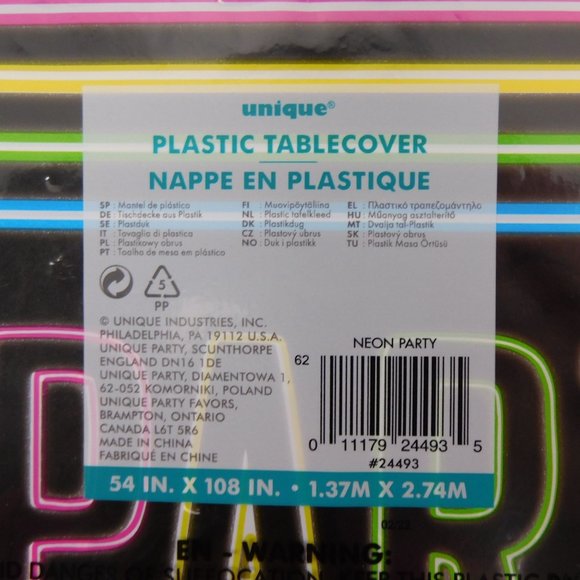 unique®
PLASTIC TABLECOVER
NAPPE EN PLASTIQUE
SP : Mantel de plástico
DE : Tischdecke aus Plastik
SE : Plastduk
IT : Tovaglia di plastica
PL : Plastikowy obrus
PT : Toalha de mesa em plástico
FI : Muovipöytäliina
NL : Plastic tafelkleed
DK : Plastikdug
CZ : Plastový ubrus
NO : Duk i plastikk
EL : Πλαστικό τραπεζομάντηλο
HU : Műanyag asztalterítő
MT : Dvalja tal-Plastik
SK : Plastový obrus
TU : Plastik Masa Örtüsü
5
PP
© UNIQUE INDUSTRIES, INC.
PHILADELPHIA, PA 19112 U.S.A.
UNIQUE PARTY, SCUNTHORPE
ENGLAND DN16 1DE
UNIQUE PARTY, DIAMENTOWA 1,
62-052 KOMORNIKI, POLAND
UNIQUE PARTY FAVORS,
BRAMPTON, ONTARIO
CANADA L6T 5R6
MADE IN CHINA
FABRIQUÉ EN CHINE
NEON PARTY
62
0 11179 24493 5
#24493
54 IN. X 108 IN. • 1.37M X 2.74M
PAR
02/22
EN - WARNING: